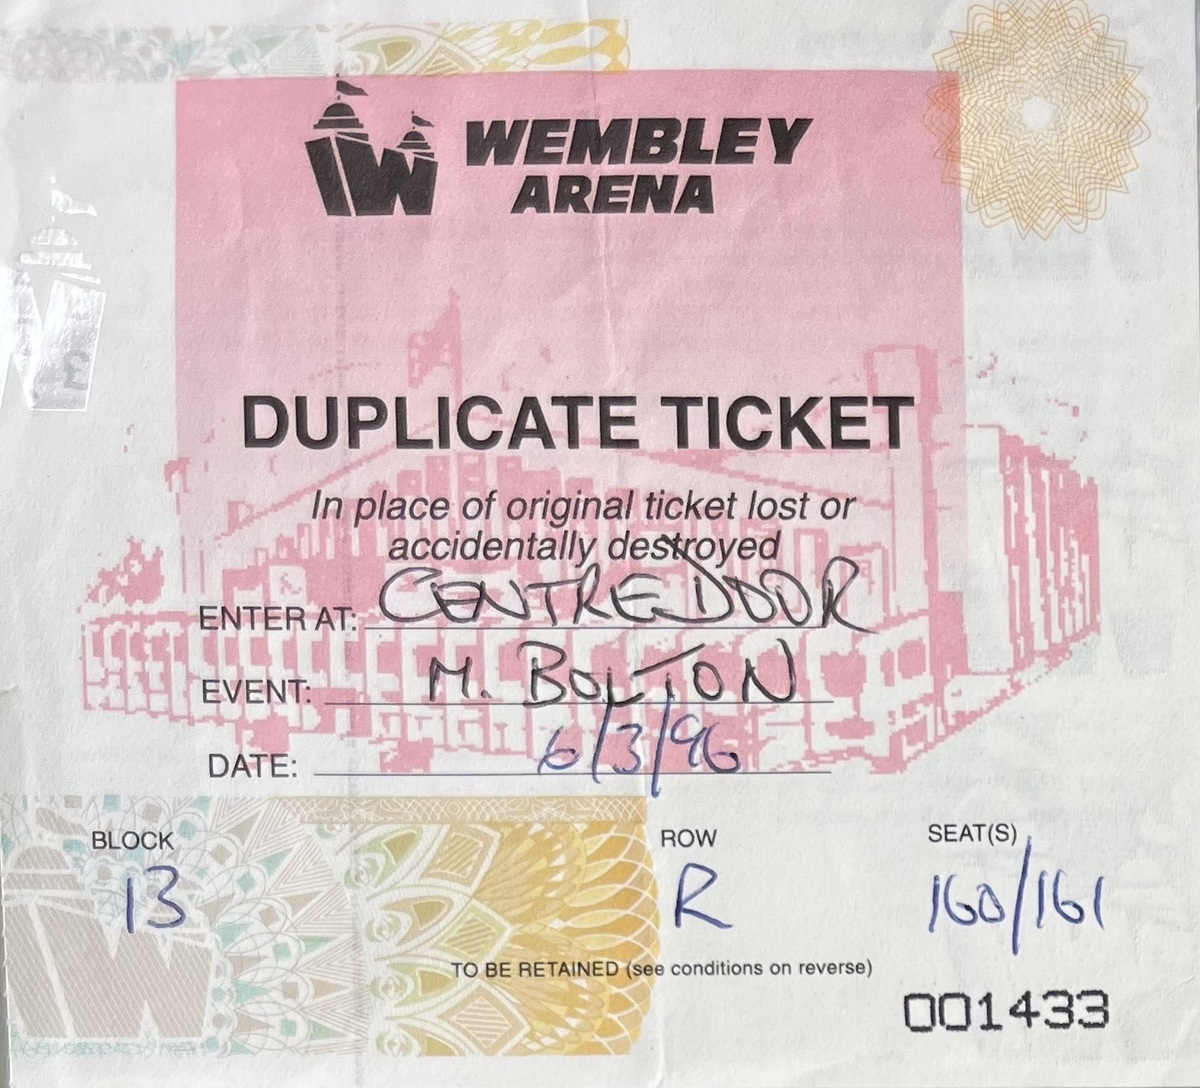 WEMBLEY
ARENA
DUPLICATE TICKET
In place of original ticket lost or
accidentally destroyed
ENTER AT: CENTRE DOOR
EVENT: M. BOLTON
DATE: 6/3/96
BLOCK ROW SEAT(S)
13 R 160/161
TO BE RETAINED (see conditions on reverse)
001433